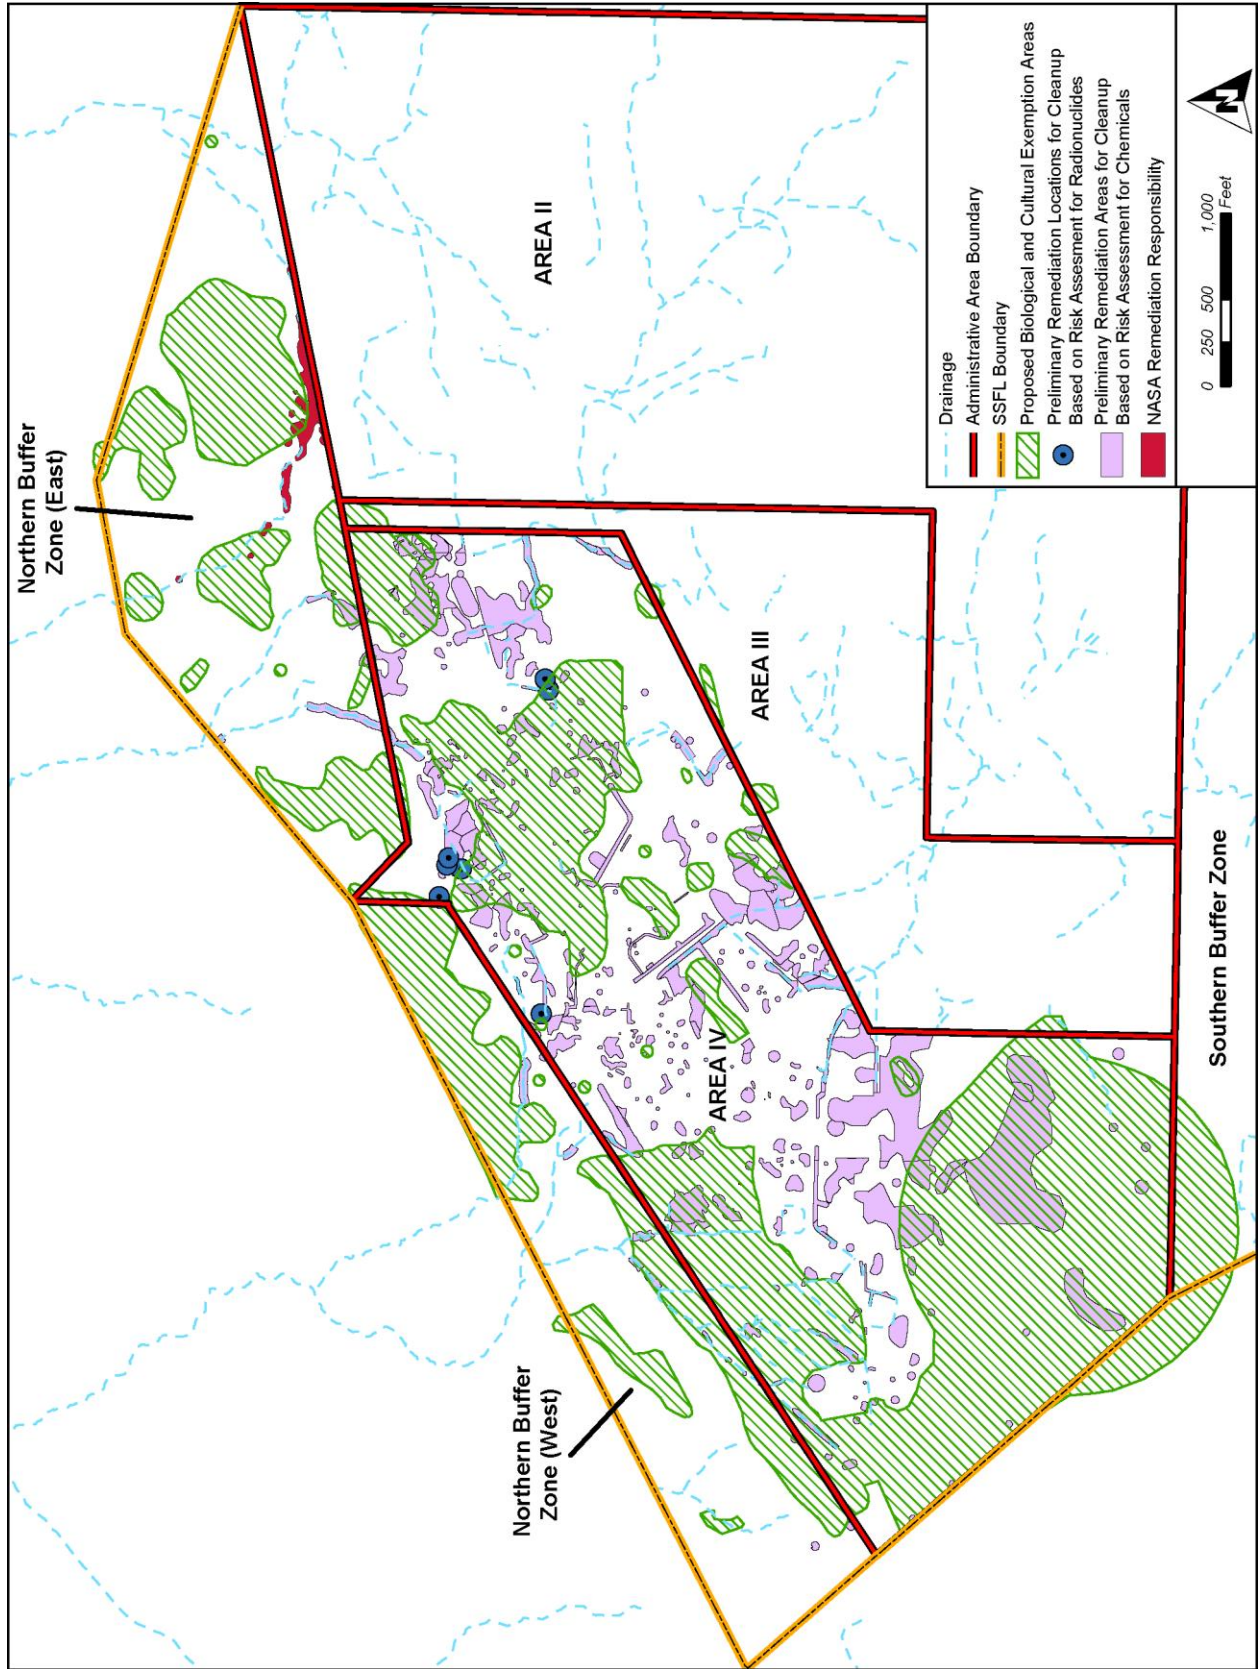 Northern Buffer
Zone (East)
Northern Buffer
Zone (West)
AREA II
AREA III
AREA IV
Southern Buffer Zone
Drainage
Administrative Area Boundary
SSFL Boundary
Proposed Biological and Cultural Exemption Areas
Preliminary Remediation Locations for Cleanup
Based on Risk Assesment for Radionuclides
Preliminary Remediation Areas for Cleanup
Based on Risk Assessment for Chemicals
NASA Remediation Responsibility
0 250 500 1,000
Feet
N